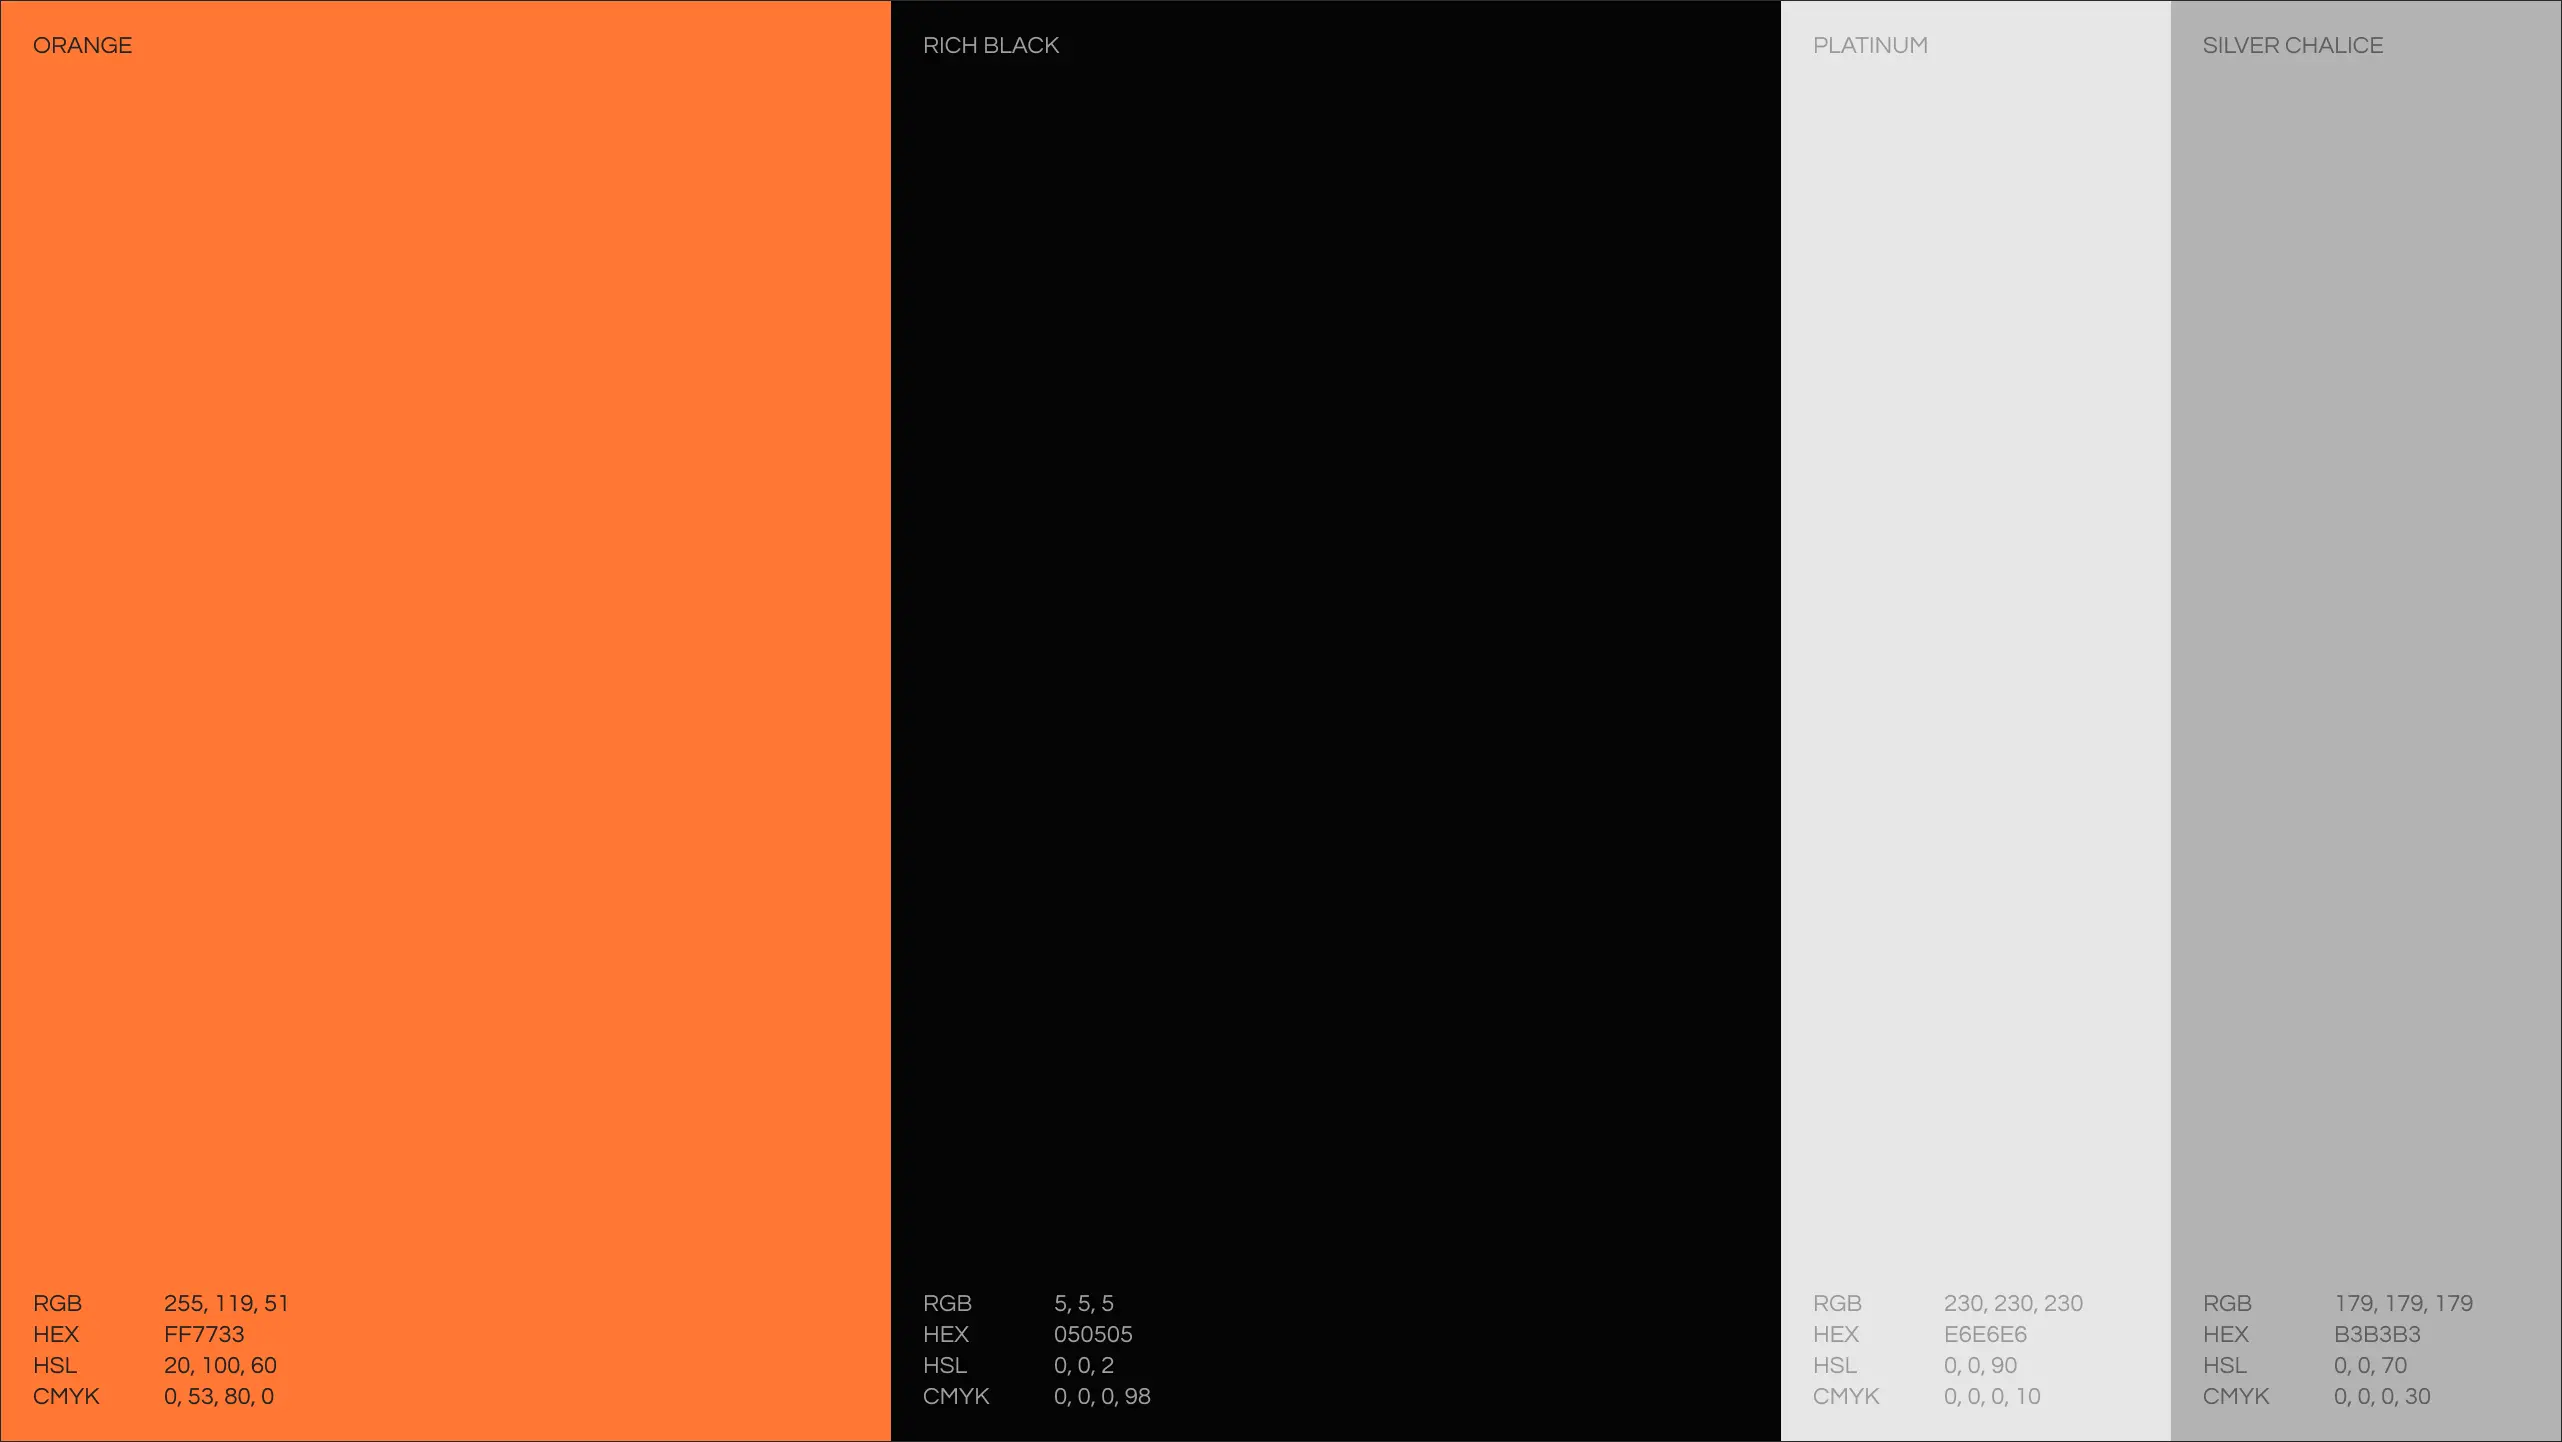 ORANGE
RGB 255, 119, 51
HEX FF7733
HSL 20, 100, 60
CMYK 0, 53, 80, 0
RICH BLACK
RGB 5, 5, 5
HEX 050505
HSL 0, 0, 2
CMYK 0, 0, 0, 98
PLATINUM
RGB 230, 230, 230
HEX E6E6E6
HSL 0, 0, 90
CMYK 0, 0, 0, 10
SILVER CHALICE
RGB 179, 179, 179
HEX B3B3B3
HSL 0, 0, 70
CMYK 0, 0, 0, 30